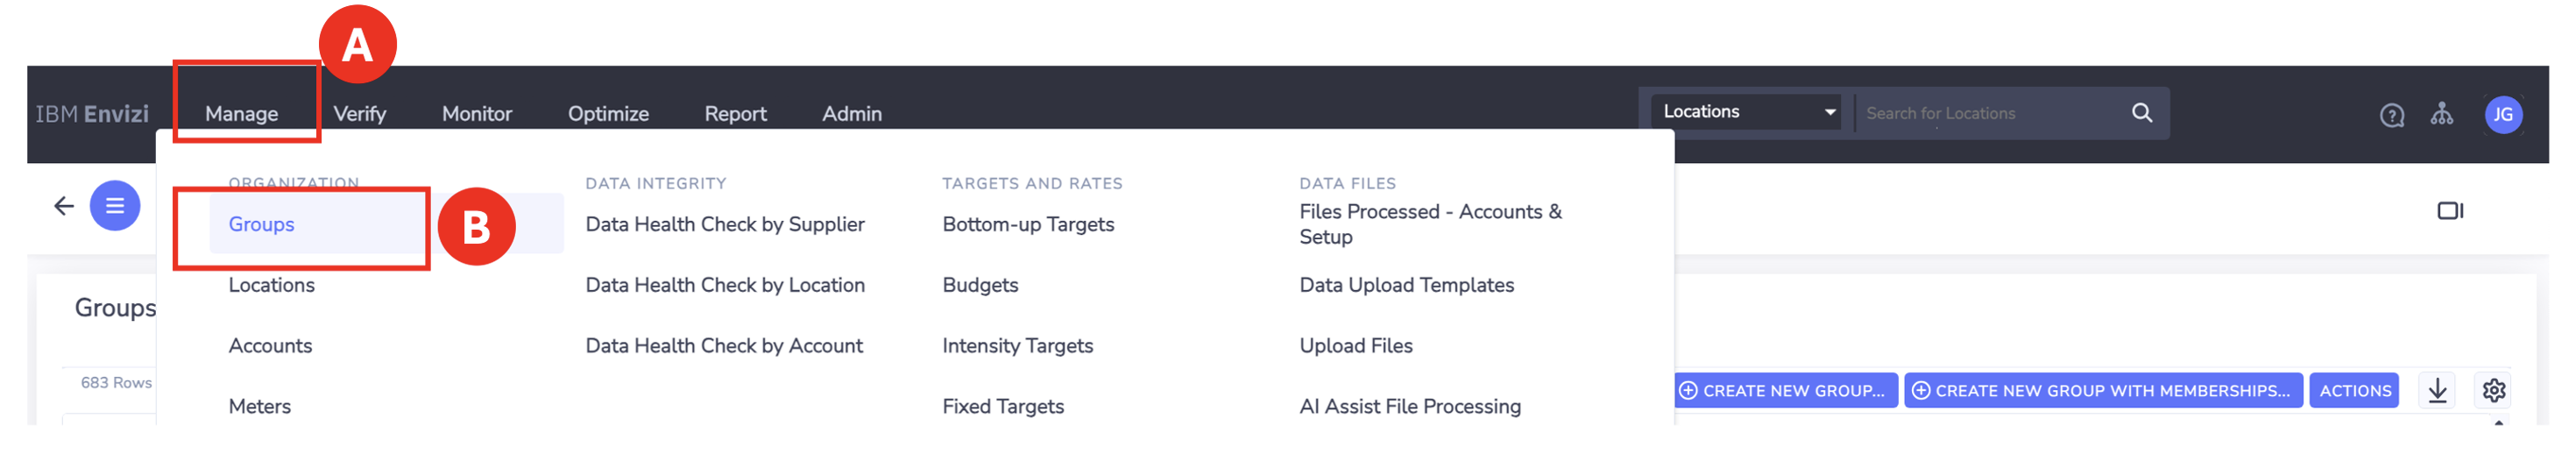 A
IBM Envizi Manage Verify Monitor Optimize Report Admin Locations Search for Locations ? JG
ORGANIZATION DATA INTEGRITY TARGETS AND RATES DATA FILES
Groups B Data Health Check by Supplier Bottom-up Targets Files Processed - Accounts &
Setup
Locations Data Health Check by Location Budgets Data Upload Templates
Groups
Accounts Data Health Check by Account Intensity Targets Upload Files
683 Rows CREATE NEW GROUP... CREATE NEW GROUP WITH MEMBERSHIPS... ACTIONS
Meters Fixed Targets AI Assist File Processing